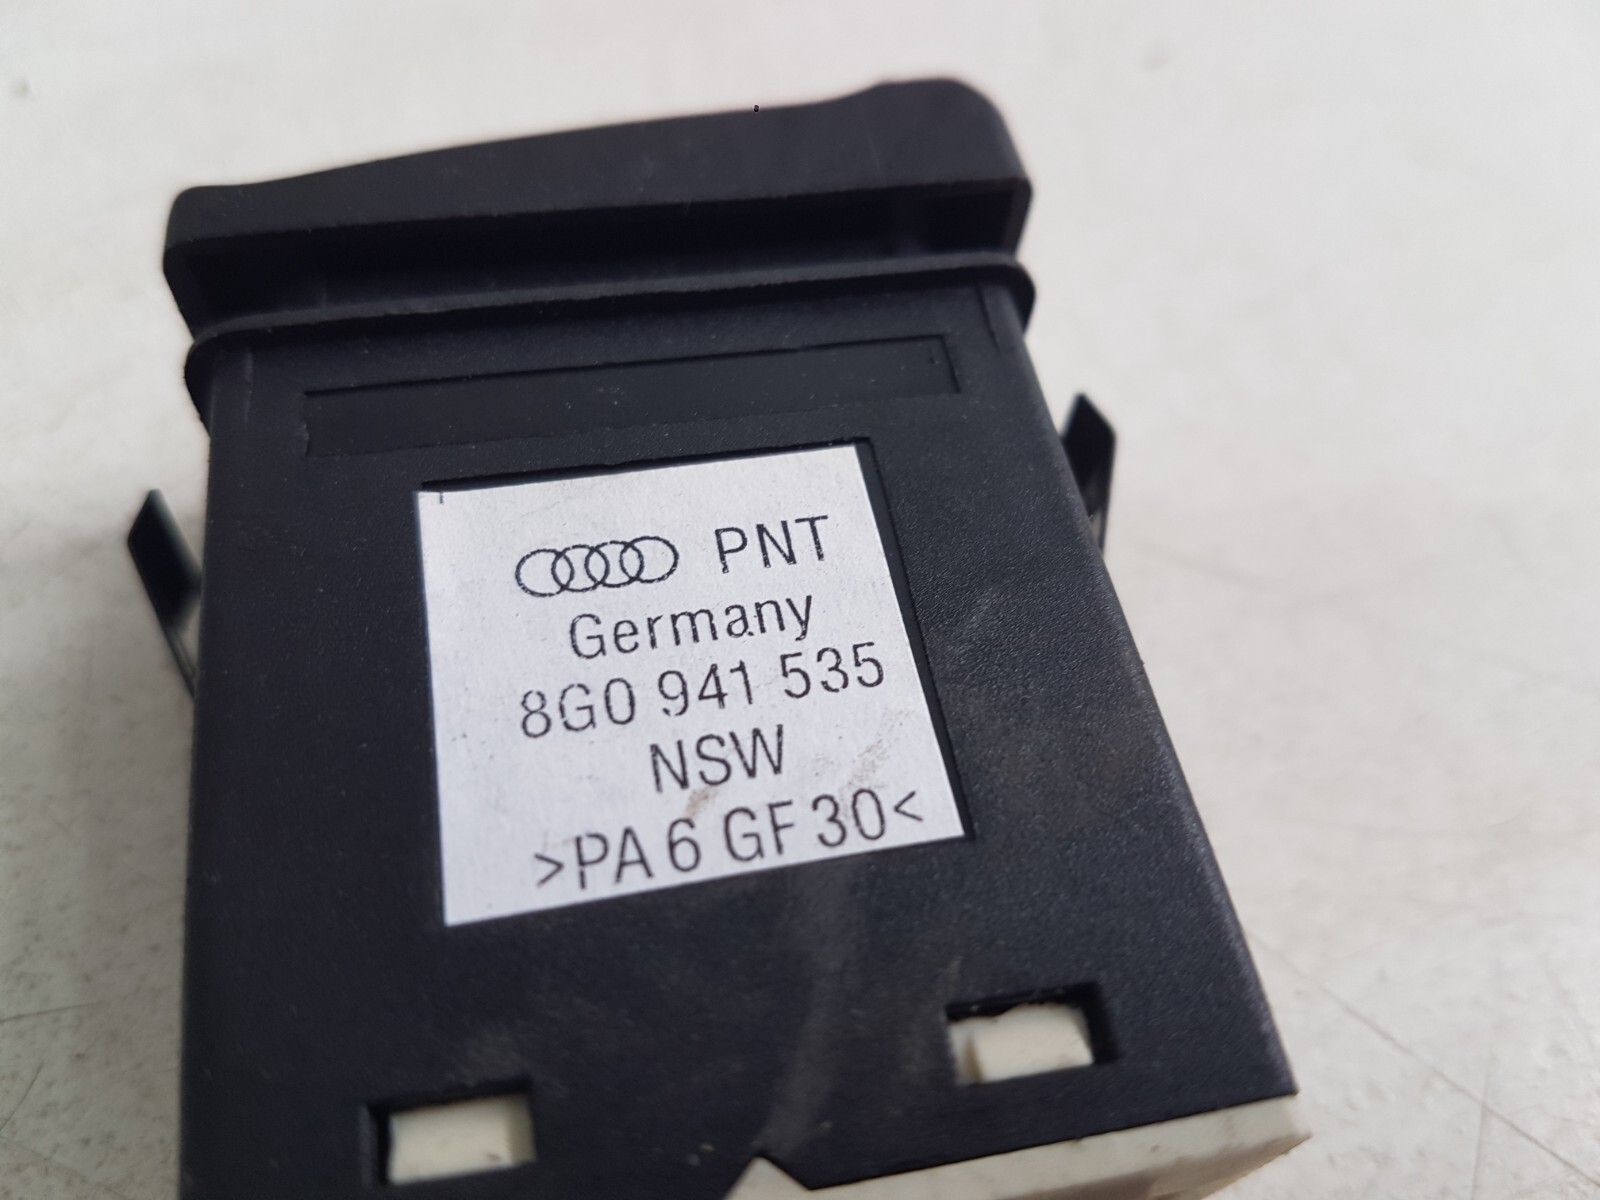 PNT
Germany
8G0 941 535
NSW
>PA 6 GF 30<